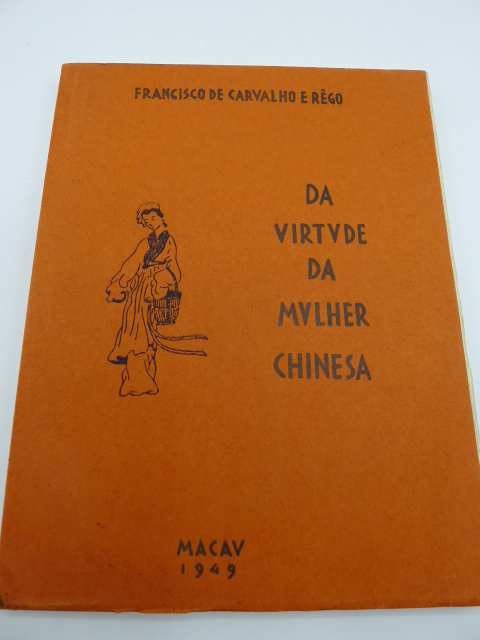 FRANCISCO DE CARVALHO E RÊGO
DA
VIRTVDE
DA
MVLHER
CHINESA
MACAV
1949